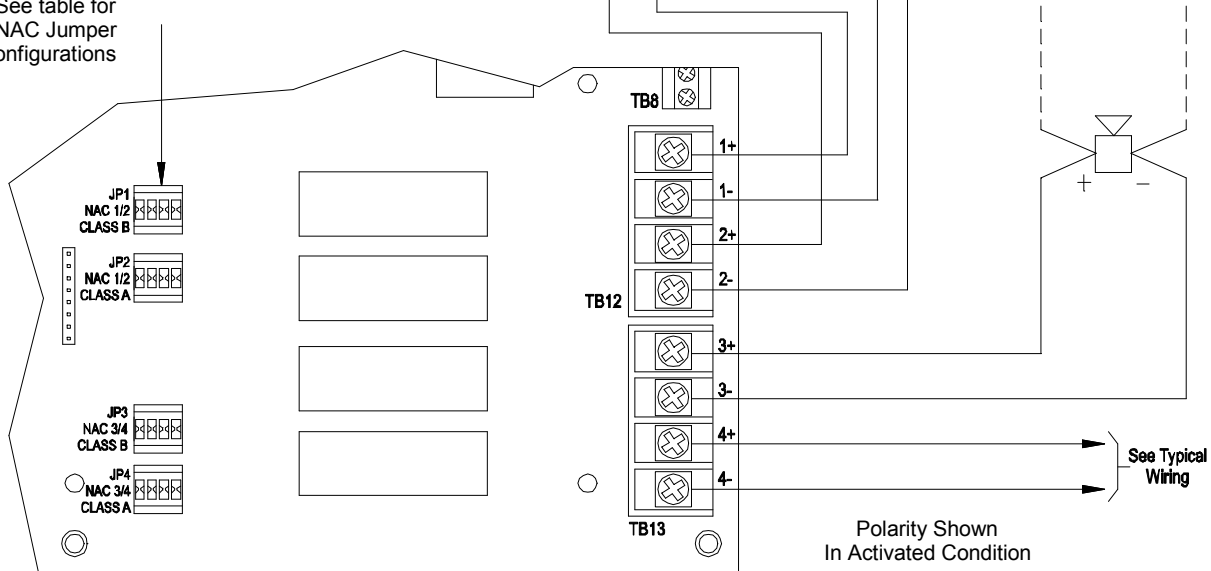 See table for
NAC Jumper
onfigurations
TB8
1+
1-
2+
2-
TB12
JP1
NAC 1/2
CLASS B
JP2
NAC 1/2
CLASS A
+ −
3+
3-
4+
4-
TB13
JP3
NAC 3/4
CLASS B
JP4
NAC 3/4
CLASS A
See Typical
Wiring
Polarity Shown
In Activated Condition